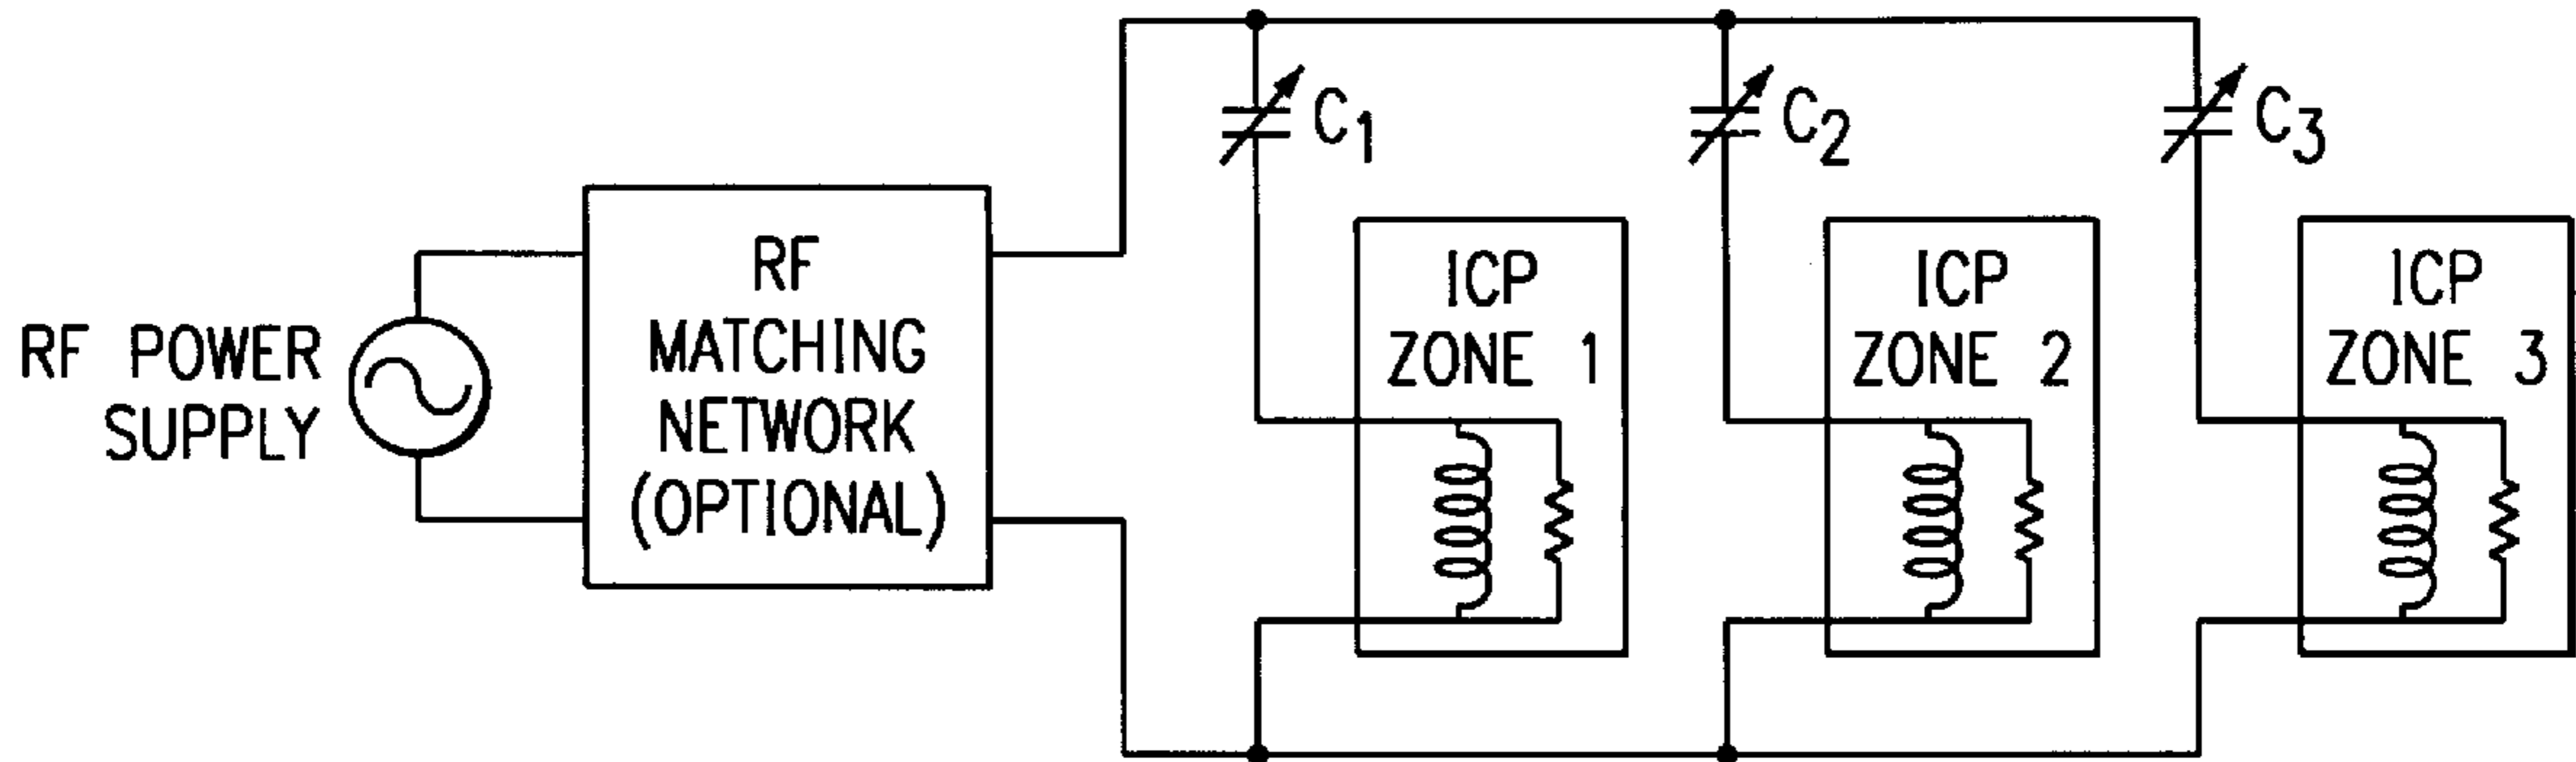 RF POWER
SUPPLY
RF
MATCHING
NETWORK
(OPTIONAL)
C1
C2
C3
ICP
ZONE 1
ICP
ZONE 2
ICP
ZONE 3